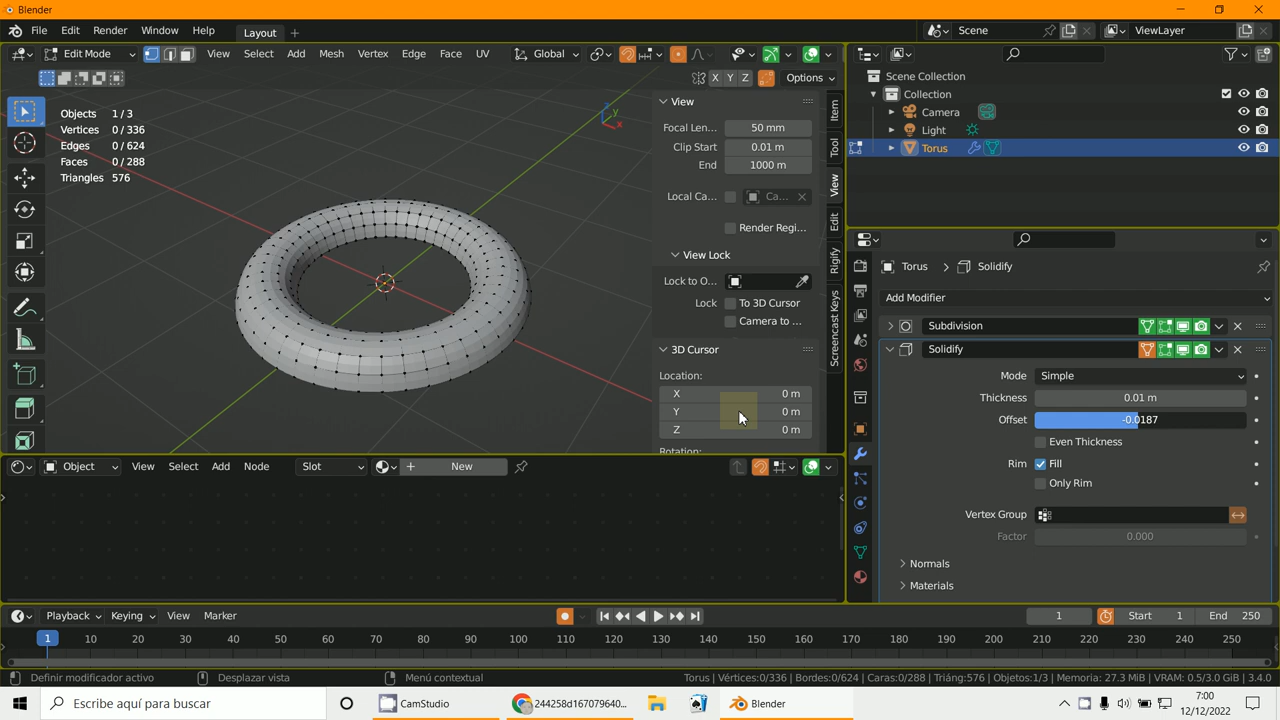 Blender
File Edit Render Window Help Layout Scene ViewLayer
Edit Mode View Select Add Mesh Vertex Edge Face UV Global
X Y Z Options
Objects 1/3
Vertices 0/336
Edges 0/624
Faces 0/288
Triangles 576
Z Y X
View
Focal Len... 50 mm
Clip Start 0.01 m
End 1000 m
Local Ca... Ca...
Render Regi...
View Lock
Lock to O...
Lock To 3D Cursor
Camera to ...
3D Cursor
Location:
X 0 m
Y 0 m
Z 0 m
Item
Tool
View
Edit
Rigify
Screencast Keys
Scene Collection
Collection
Camera
Light
Torus
Torus Solidify
Add Modifier
Subdivision
Solidify
Mode Simple
Thickness 0.01 m
Offset -0.0187
Even Thickness
Rim Fill
Only Rim
Vertex Group
Factor 0.000
Normals
Materials
Object View Select Add Node Slot New
Playback Keying View Marker 1 Start 1 End 250
1 10 20 30 40 50 60 70 80 90 100 110 120 130 140 150 160 170 180 190 200 210 220 230 240 250
Definir modificador activo Desplazar vista Menú contextual Torus | Vértices:0/336 | Bordes:0/624 | Caras:0/288 | Triáng:576 | Objetos:1/3 | Memoria: 27.3 MiB | VRAM: 0.5/3.0 GiB | 3.4.0
Escribe aquí para buscar CamStudio 244258d167079640... Blender 7:00
12/12/2022